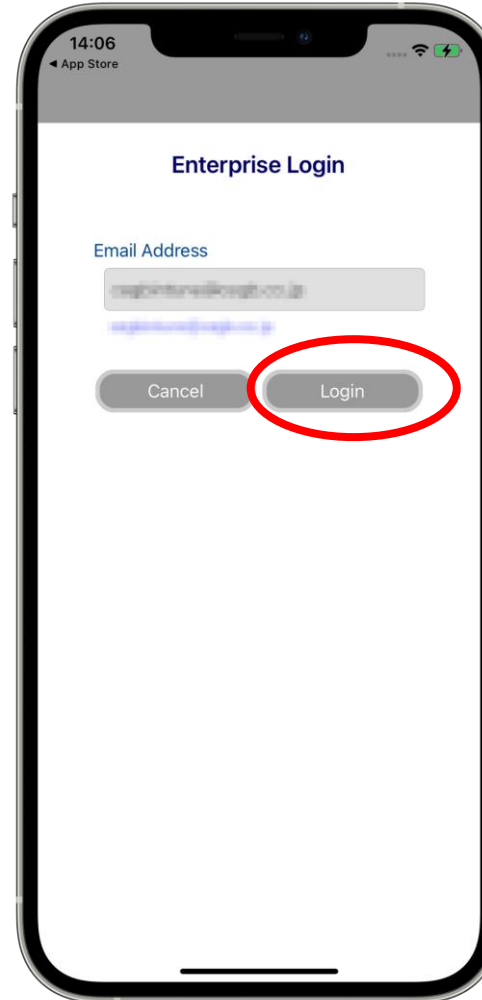 14:06
◀ App Store
Enterprise Login
Email Address
Cancel
Login